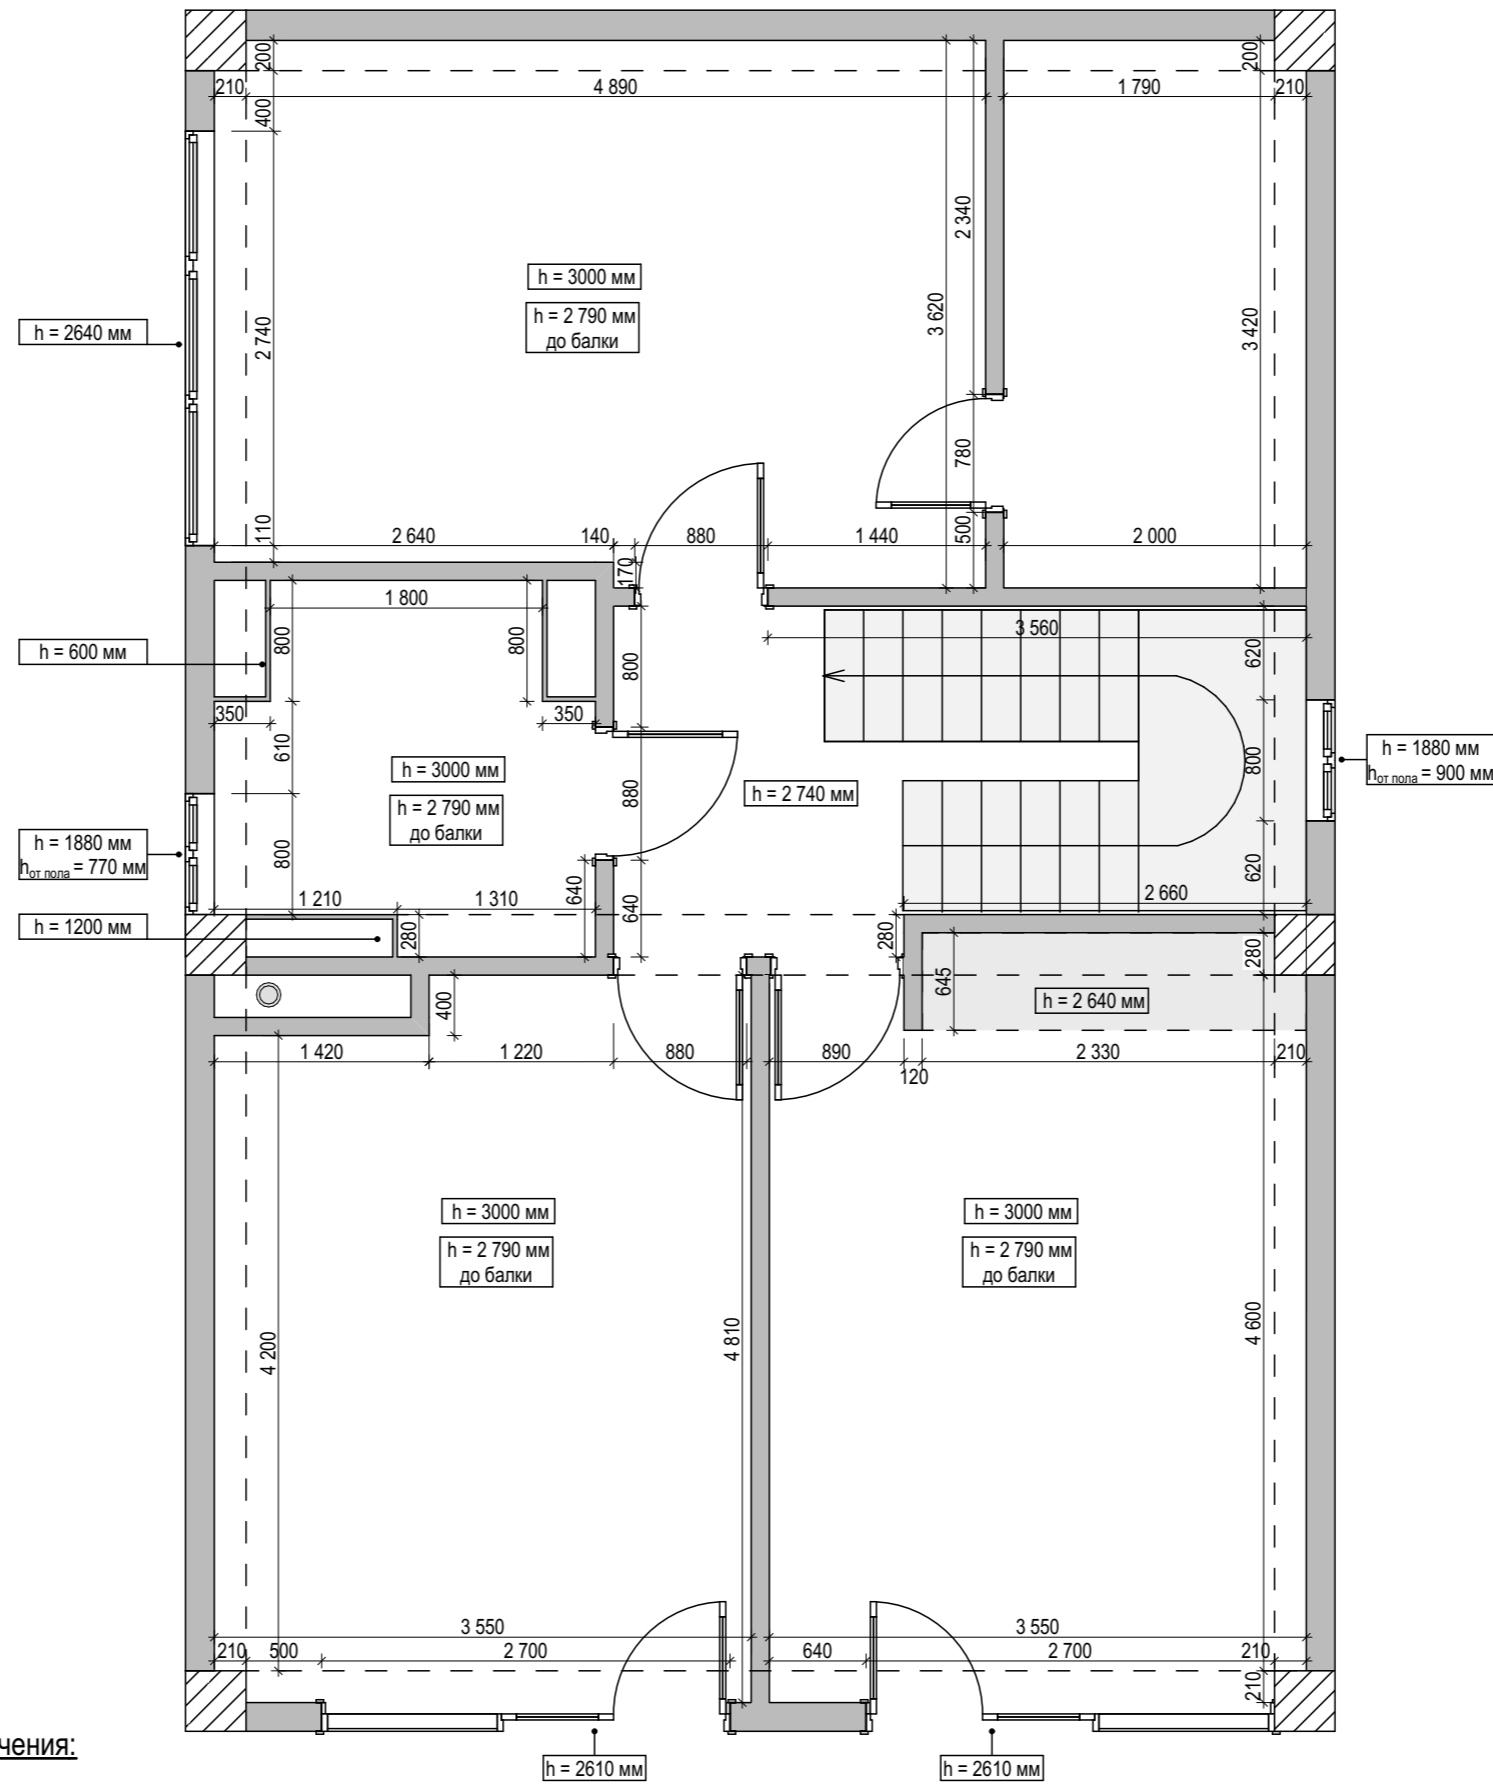 200
200
210
4 890
1 790
210
400
2 340
h = 3000 мм
h = 2 790 мм
до балки
3 620
3 420
h = 2640 мм
2 740
780
110
2 640
140
880
1 440
500
2 000
170
1 800
3 560
h = 600 мм
800
800
800
620
350
350
610
h = 3000 мм
h = 2 790 мм
до балки
880
h = 2 740 мм
800
h = 1880 мм
hот пола = 900 мм
h = 1880 мм
hот пола = 770 мм
800
640
640
620
2 660
1 210
1 310
h = 1200 мм
280
280
280
645
400
h = 2 640 мм
1 420
1 220
880
890
2 330
210
120
h = 3000 мм
h = 2 790 мм
до балки
h = 3000 мм
h = 2 790 мм
до балки
4 200
4 810
4 600
3 550
3 550
210
500
2 700
640
2 700
210
210
чения:
h = 2610 мм
h = 2610 мм